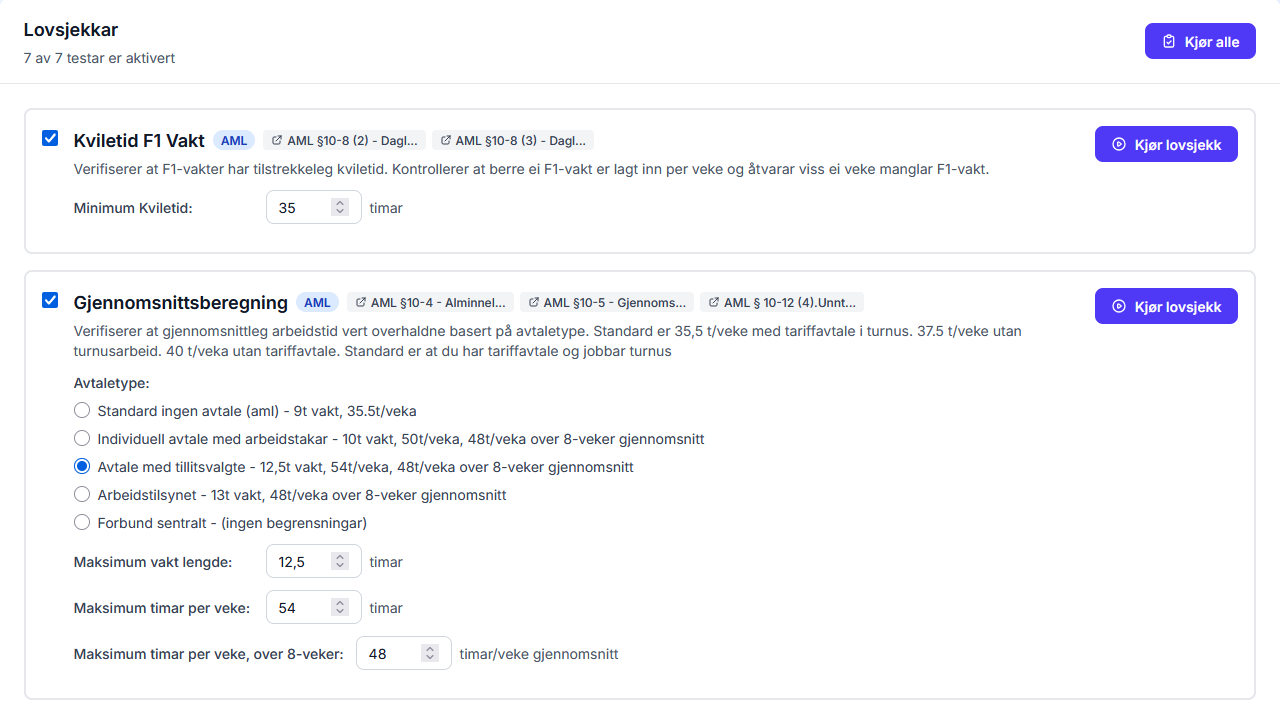 Lovsjekkar
7 av 7 testar er aktivert
Kjør alle
Kviletid F1 Vakt AML AML §10-8 (2) - Dagl... AML §10-8 (3) - Dagl...
Kjør lovsjekk
Verifiserer at F1-vakter har tilstrekkeleg kviletid. Kontrollerer at berre ei F1-vakt er lagt inn per veke og åtvarar viss ei veke manglar F1-vakt.
Minimum Kviletid: 35 timar
Gjennomsnittsberegning AML AML §10-4 - Alminnel... AML §10-5 - Gjennoms... AML § 10-12 (4).Unnt...
Kjør lovsjekk
Verifiserer at gjennomsnittleg arbeidstid vert overhaldne basert på avtaletype. Standard er 35,5 t/veke med tariffavtale i turnus. 37.5 t/veke utan
turnusarbeid. 40 t/veka utan tariffavtale. Standard er at du har tariffavtale og jobbar turnus
Avtaletype:
Standard ingen avtale (aml) - 9t vakt, 35.5t/veka
Individuell avtale med arbeidstakar - 10t vakt, 50t/veka, 48t/veka over 8-veker gjennomsnitt
Avtale med tillitsvalgte - 12,5t vakt, 54t/veka, 48t/veka over 8-veker gjennomsnitt
Arbeidstilsynet - 13t vakt, 48t/veka over 8-veker gjennomsnitt
Forbund sentralt - (ingen begrensningar)
Maksimum vakt lengde: 12,5 timar
Maksimum timar per veke: 54 timar
Maksimum timar per veke, over 8-veker: 48 timar/veke gjennomsnitt